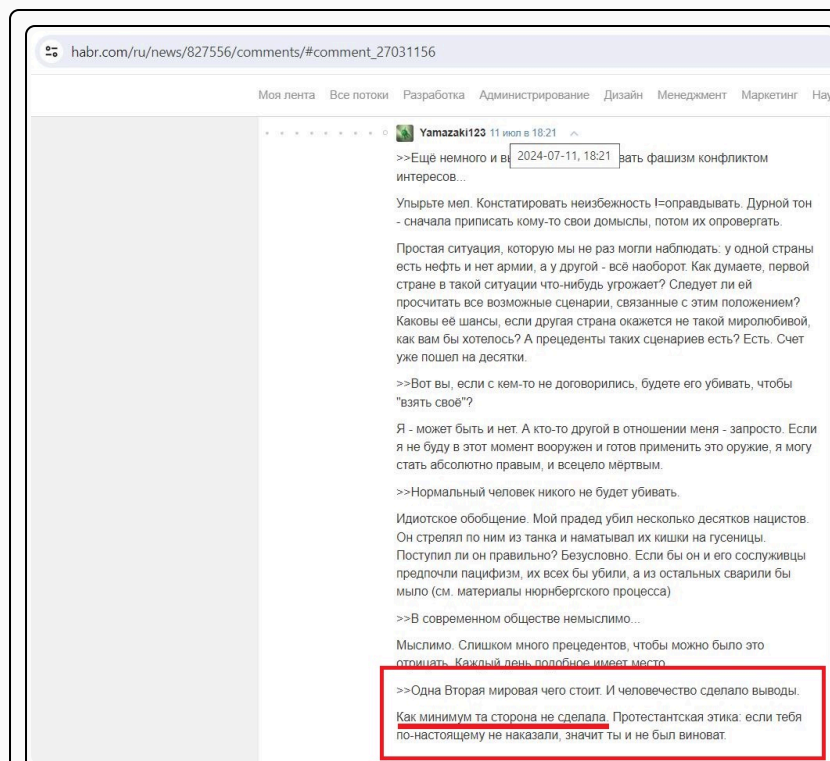 habr.com/ru/news/827556/comments/#comment_27031156
Моя лента Все потоки Разработка Администрирование Дизайн Менеджмент Маркетинг
Yamazaki123 11 июл в 18:21
2024-07-11, 18:21
>>Ещё немного и вать фашизм конфликтом
интересов...
Упырьте мел. Констатировать неизбежность !=оправдывать. Дурной тон
- сначала приписать кому-то свои домыслы, потом их опровергать.
Простая ситуация, которую мы не раз могли наблюдать: у одной страны
есть нефть и нет армии, а у другой - всё наоборот. Как думаете, первой
стране в такой ситуации что-нибудь угрожает? Следует ли ей
просчитать все возможные сценарии, связанные с этим положением?
Каковы её шансы, если другая страна окажется не такой миролюбивой,
как вам бы хотелось? А прецеденты таких сценариев есть? Есть. Счет
уже пошел на десятки.
>>Вот вы, если с кем-то не договорились, будете его убивать, чтобы
"взять своё"?
Я - может быть и нет. А кто-то другой в отношении меня - запросто. Если
я не буду в этот момент вооружен и готов применить это оружие, я могу
стать абсолютно правым, и всецело мёртвым.
>>Нормальный человек никого не будет убивать.
Идиотское обобщение. Мой прадед убил несколько десятков нацистов.
Он стрелял по ним из танка и наматывал их кишки на гусеницы.
Поступил ли он правильно? Безусловно. Если бы он и его сослуживцы
предпочли пацифизм, их всех бы убили, а из остальных сварили бы
мыло (см. материалы нюрнбергского процесса)
>>В современном обществе немыслимо...
Мыслимо. Слишком много прецедентов, чтобы можно было это
отрицать. Каждый день подобное имеет место.
>>Одна Вторая мировая чего стоит. И человечество сделало выводы.
Как минимум та сторона не сделала. Протестантская этика: если тебя
по-настоящему не наказали, значит ты и не был виноват.